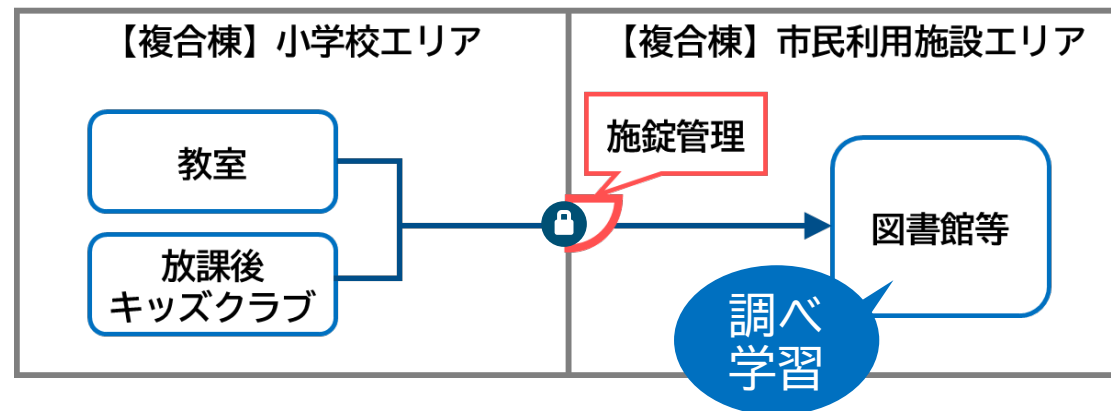 【複合棟】小学校エリア
【複合棟】市民利用施設エリア
施錠管理
教室
放課後
キッズクラブ
図書館等
調べ
学習